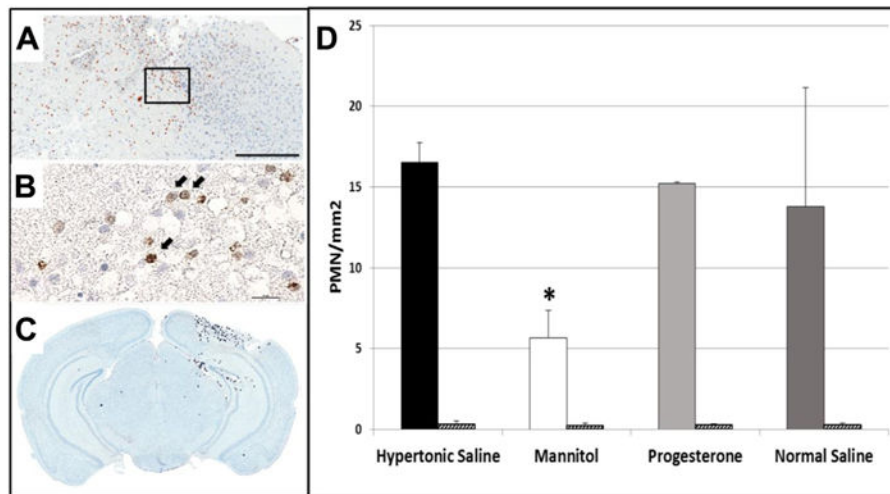 A
B
C
D
25
20
15
10
5
0
PMN/mm2
*
Hypertonic Saline
Mannitol
Progesterone
Normal Saline